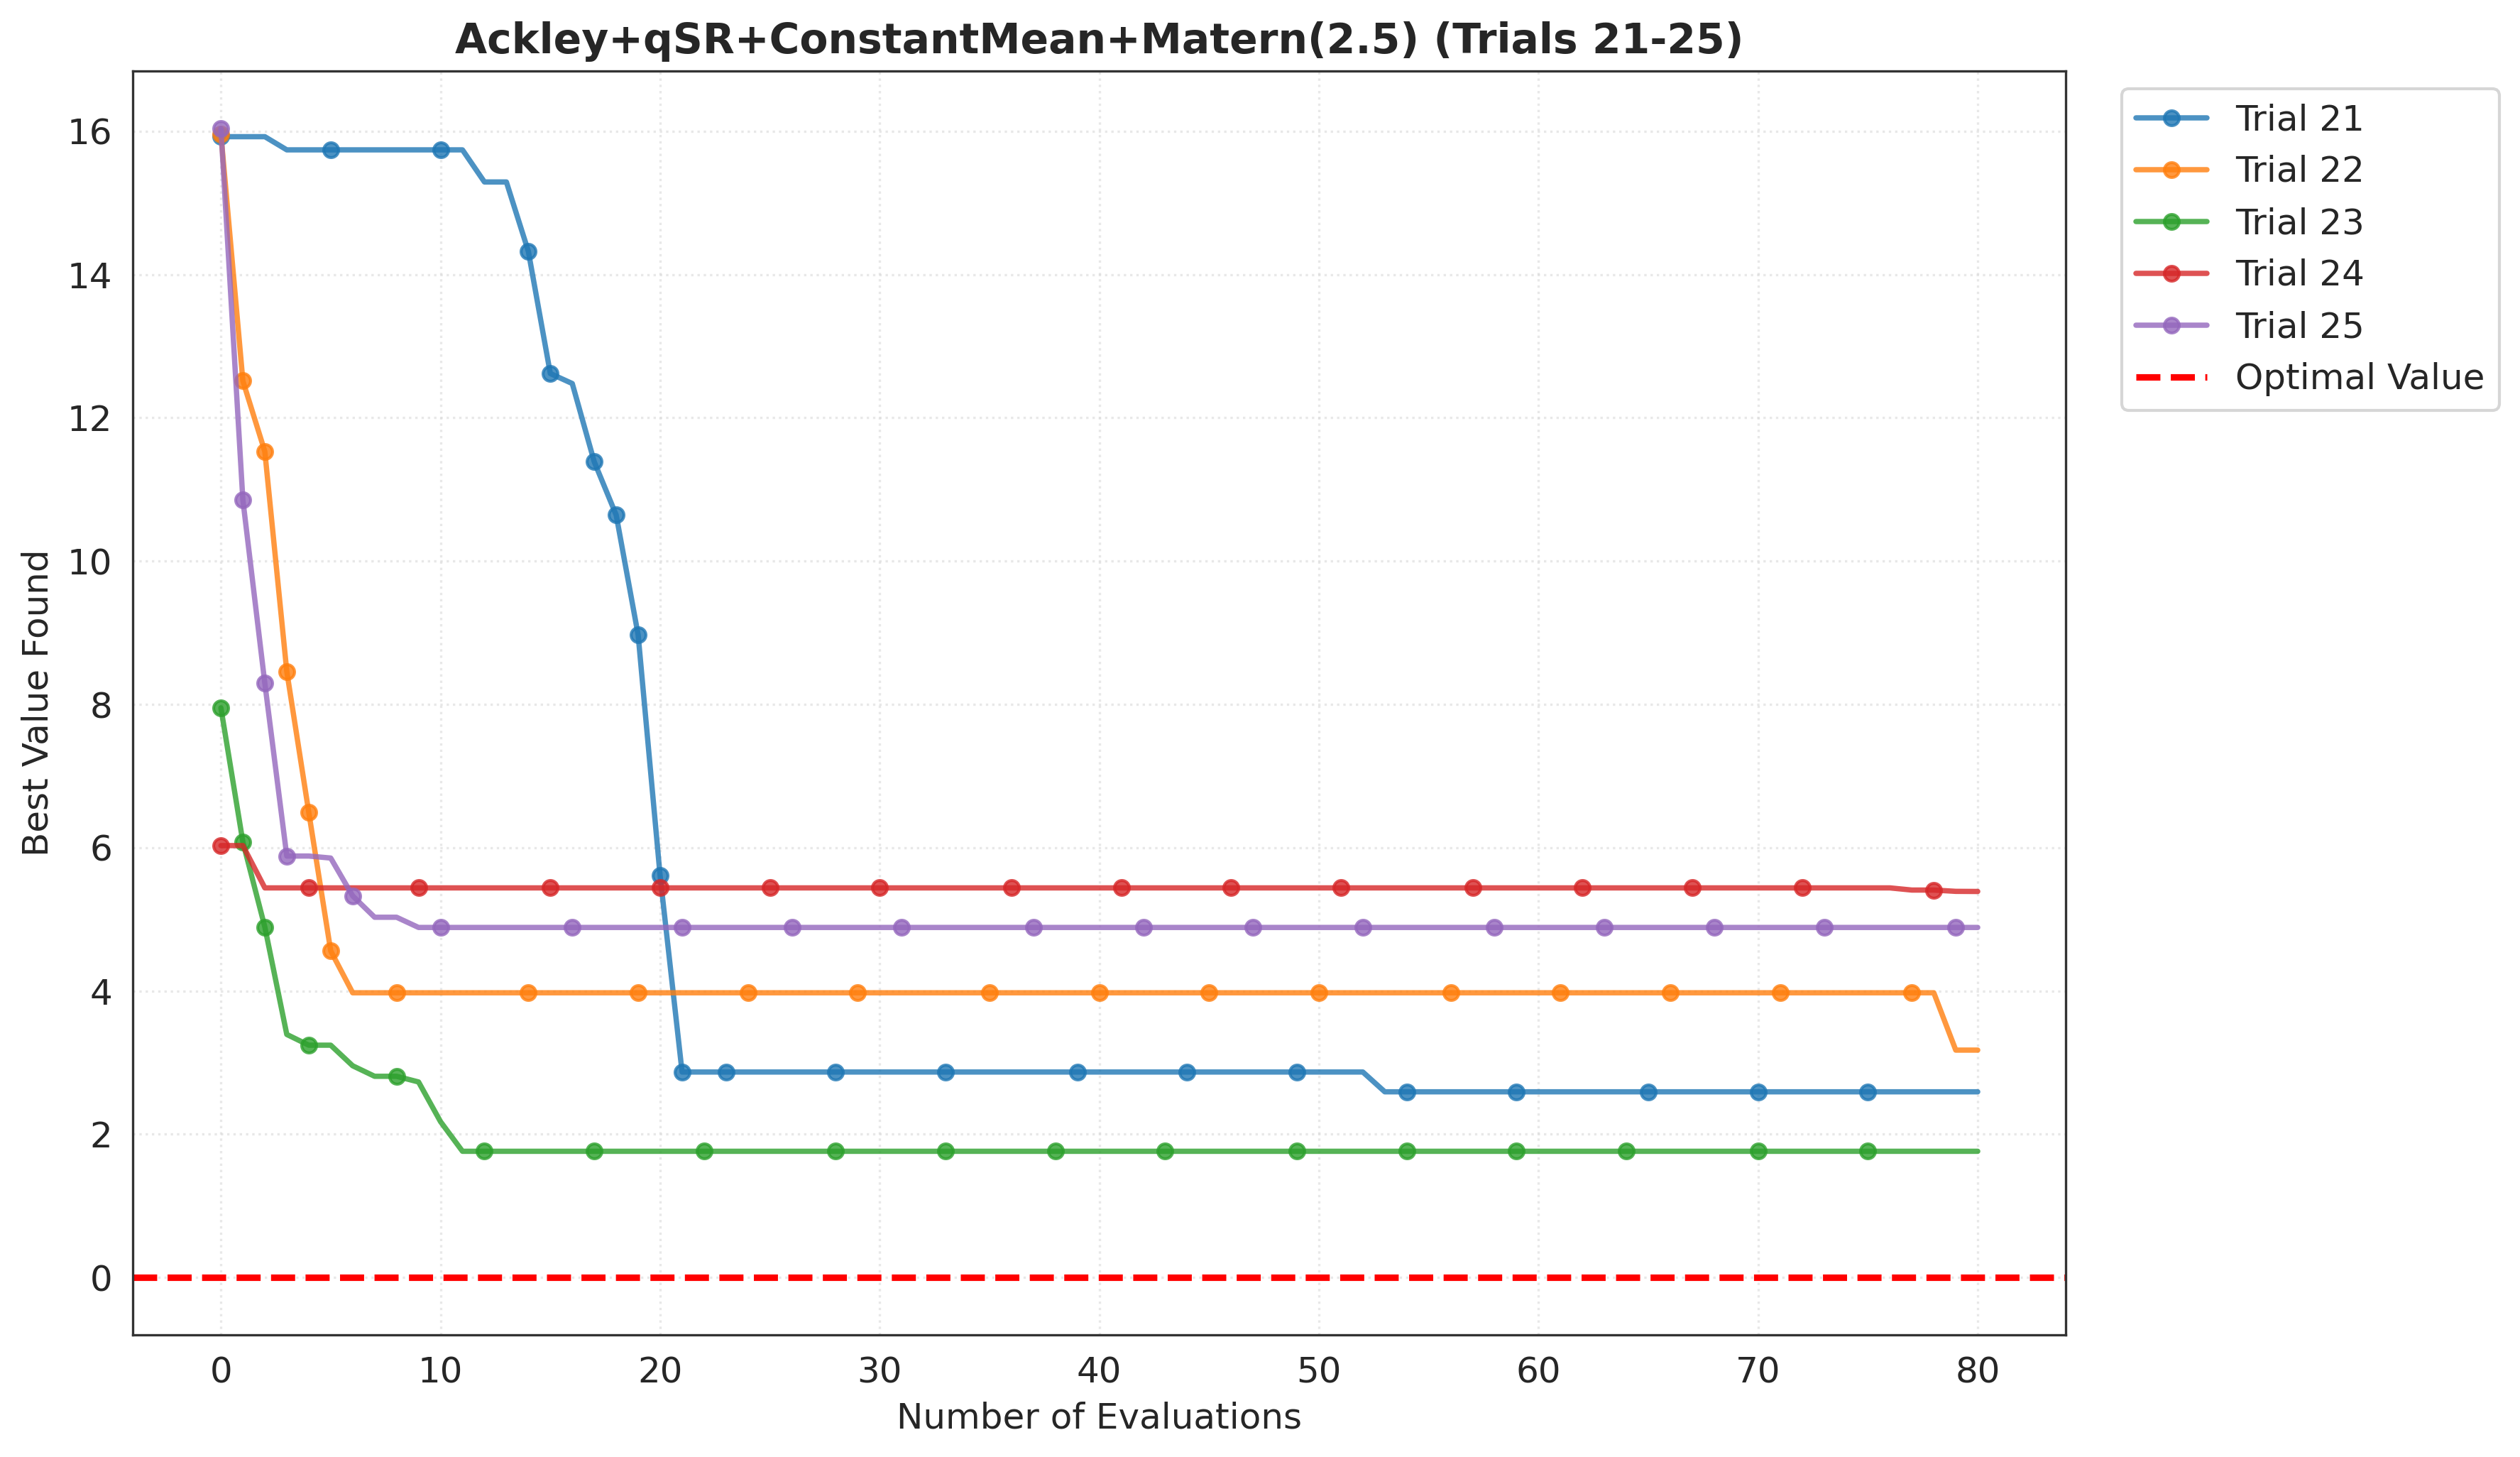 Ackley+qSR+ConstantMean+Matern(2.5) (Trials 21-25)
Best Value Found
16
14
12
10
8
6
4
2
0
0 10 20 30 40 50 60 70 80
Number of Evaluations
Trial 21
Trial 22
Trial 23
Trial 24
Trial 25
Optimal Value